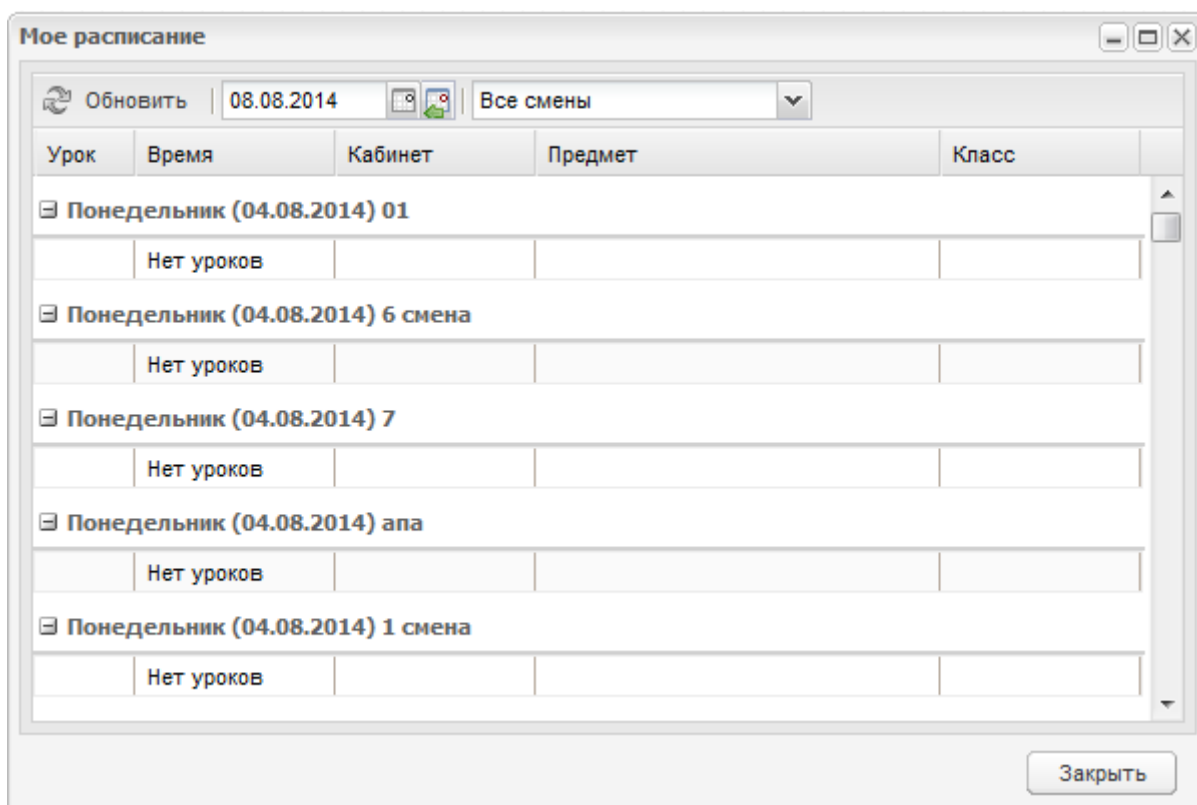 Мое расписание
Обновить 08.08.2014 Все смены
Урок Время Кабинет Предмет Класс
Понедельник (04.08.2014) 01
Нет уроков
Понедельник (04.08.2014) 6 смена
Нет уроков
Понедельник (04.08.2014) 7
Нет уроков
Понедельник (04.08.2014) апа
Нет уроков
Понедельник (04.08.2014) 1 смена
Нет уроков
Закрыть